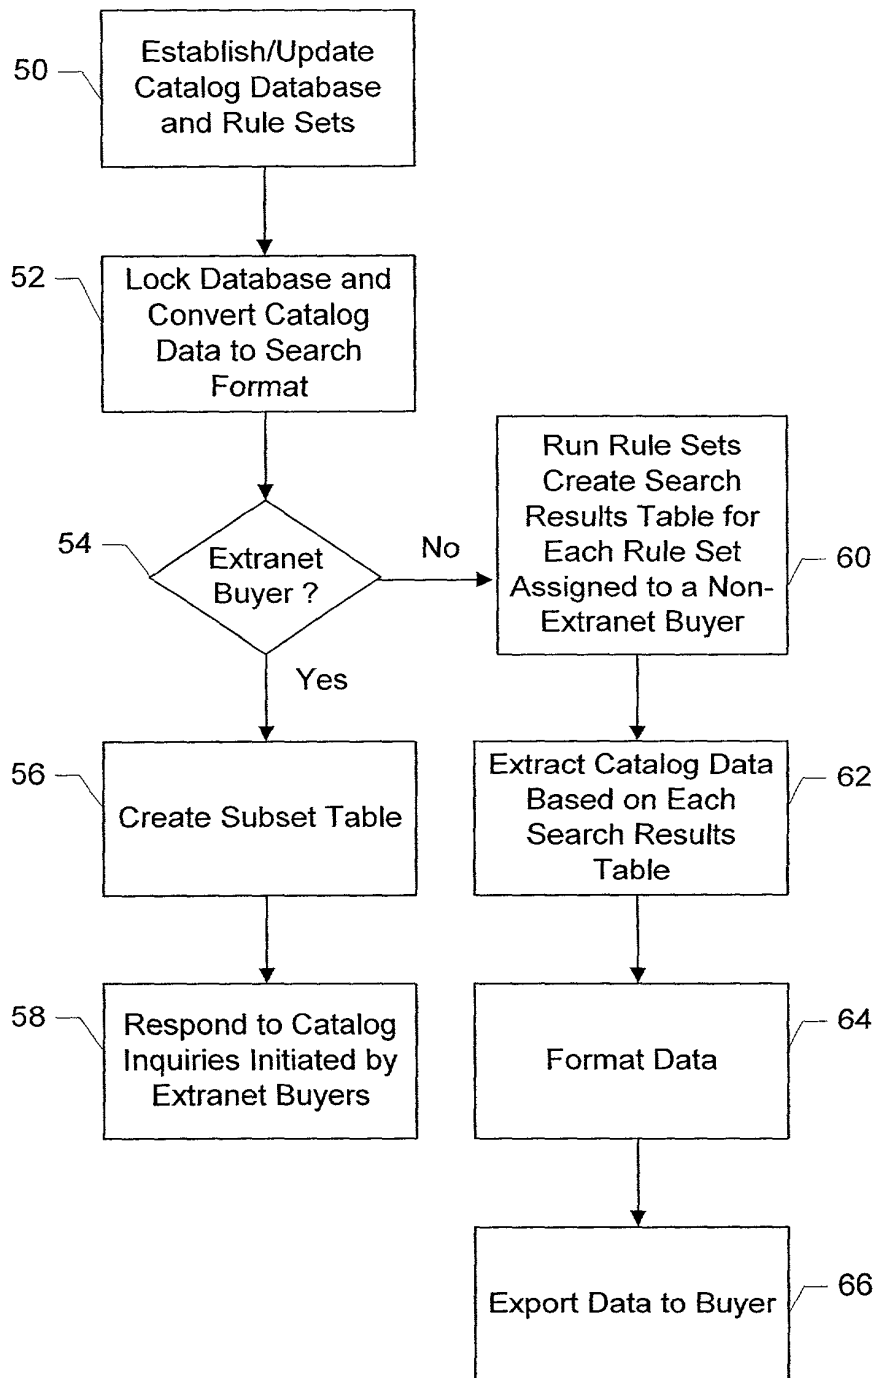 50
Establish/Update
Catalog Database
and Rule Sets
52
Lock Database and
Convert Catalog
Data to Search
Format
54
Extranet
Buyer ?
No
Yes
Run Rule Sets
Create Search
Results Table for
Each Rule Set
Assigned to a Non-
Extranet Buyer
60
56
Create Subset Table
Extract Catalog Data
Based on Each
Search Results
Table
62
58
Respond to Catalog
Inquiries Initiated by
Extranet Buyers
Format Data
64
Export Data to Buyer
66